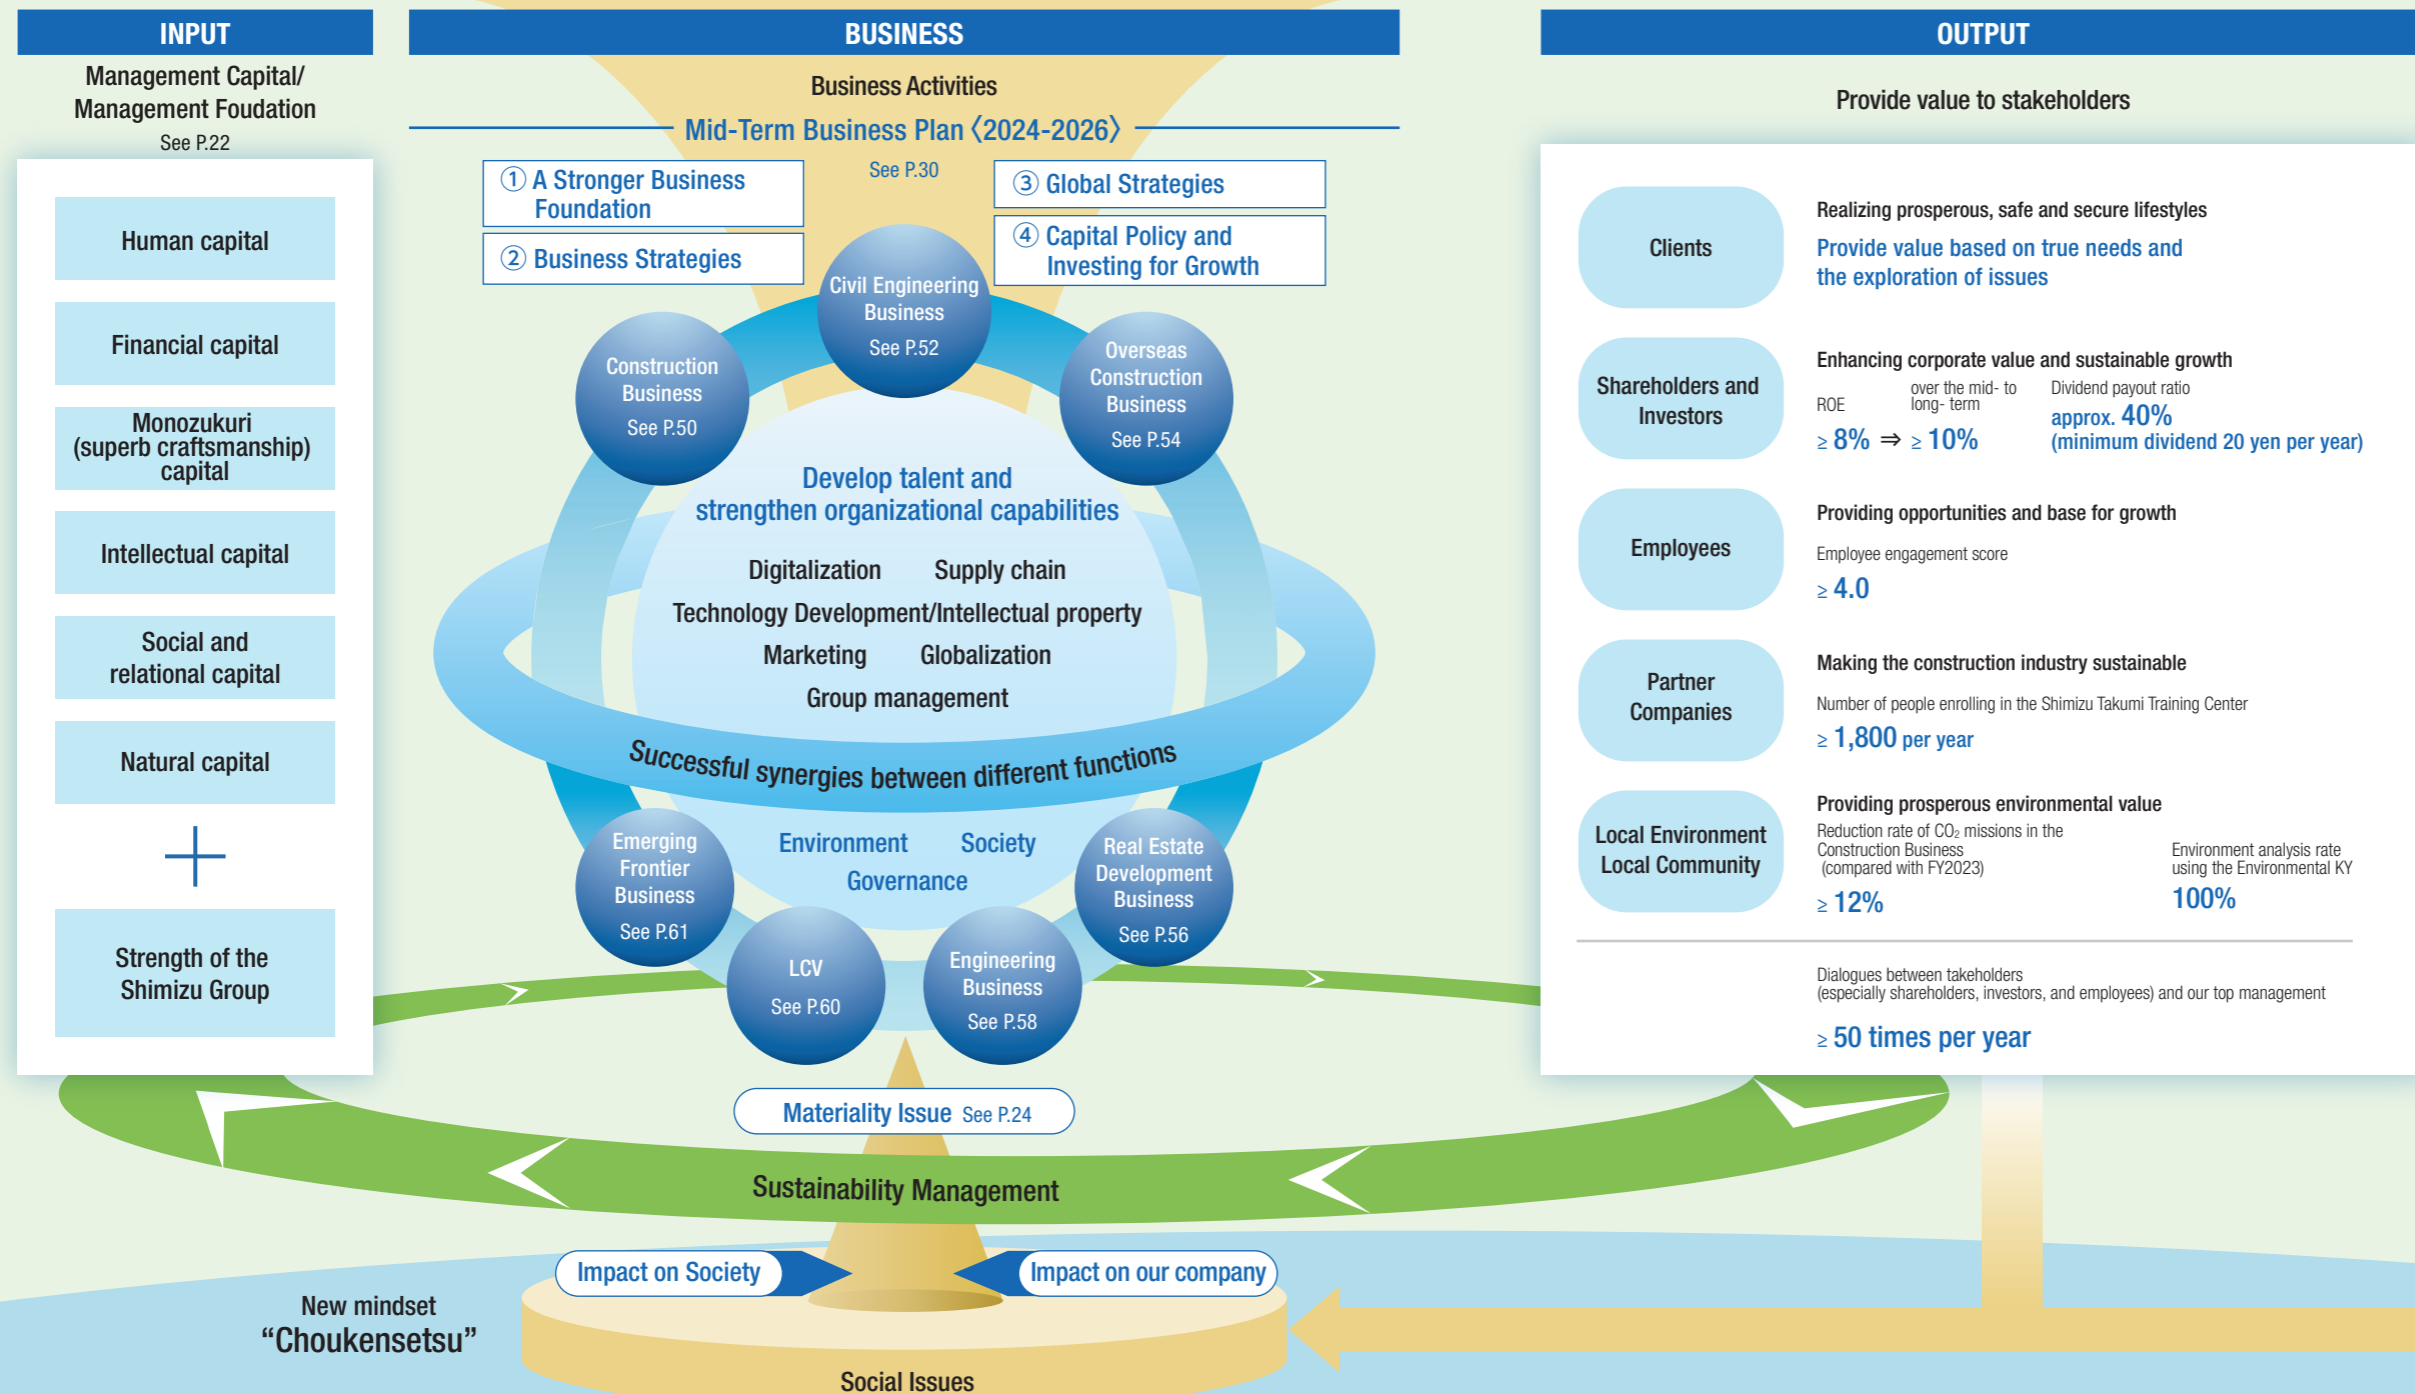 INPUT
Management Capital/
Management Foudation
See P.22
Human capital
Financial capital
Monozukuri
(superb craftsmanship)
capital
Intellectual capital
Social and
relational capital
Natural capital
+
Strength of the
Shimizu Group
BUSINESS
Business Activities
Mid-Term Business Plan〈2024-2026〉
See P.30
① A Stronger Business
Foundation
② Business Strategies
③ Global Strategies
④ Capital Policy and
Investing for Growth
Construction
Business
See P.50
Civil Engineering
Business
See P.52
Overseas
Construction
Business
See P.54
Develop talent and
strengthen organizational capabilities
Digitalization Supply chain
Technology Development/Intellectual property
Marketing Globalization
Group management
Successful synergies between different functions
Environment Society
Governance
Emerging
Frontier
Business
See P.61
LCV
See P.60
Engineering
Business
See P.58
Real Estate
Development
Business
See P.56
Materiality Issue See P.24
Sustainability Management
Impact on Society
Impact on our company
New mindset
“Choukensetsu”
Social Issues
OUTPUT
Provide value to stakeholders
Clients
Realizing prosperous, safe and secure lifestyles
Provide value based on true needs and
the exploration of issues
Shareholders and
Investors
Enhancing corporate value and sustainable growth
ROE
≥ 8% ⇒
over the mid- to
long- term
≥ 10%
Dividend payout ratio
approx. 40%
(minimum dividend 20 yen per year)
Employees
Providing opportunities and base for growth
Employee engagement score
≥ 4.0
Partner
Companies
Making the construction industry sustainable
Number of people enrolling in the Shimizu Takumi Training Center
≥ 1,800 per year
Local Environment
Local Community
Providing prosperous environmental value
Reduction rate of CO₂ missions in the
Construction Business
(compared with FY2023)
≥ 12%
Environment analysis rate
using the Environmental KY
100%
Dialogues between takeholders
(especially shareholders, investors, and employees) and our top management
≥ 50 times per year